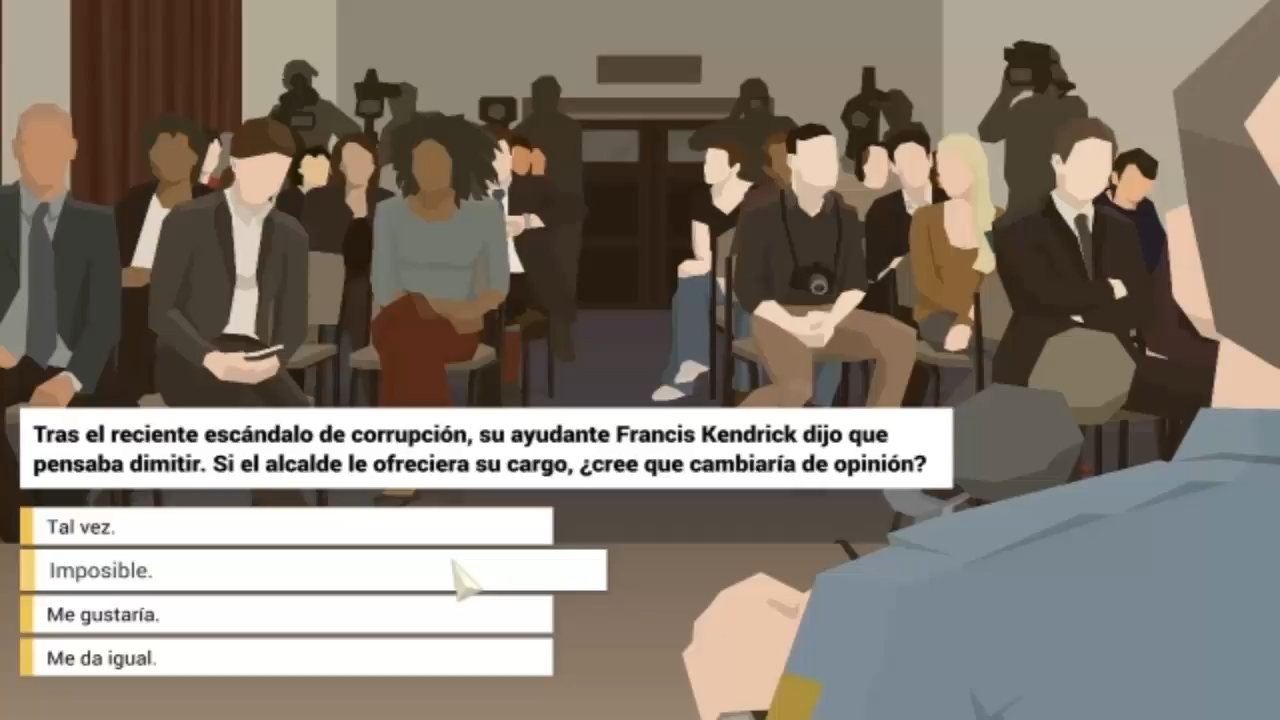 Tras el reciente escándalo de corrupción, su ayudante Francis Kendrick dijo que
pensaba dimitir. Si el alcalde le ofreciera su cargo, ¿cree que cambiaría de opinión?
Tal vez.
Imposible.
Me gustaría.
Me da igual.